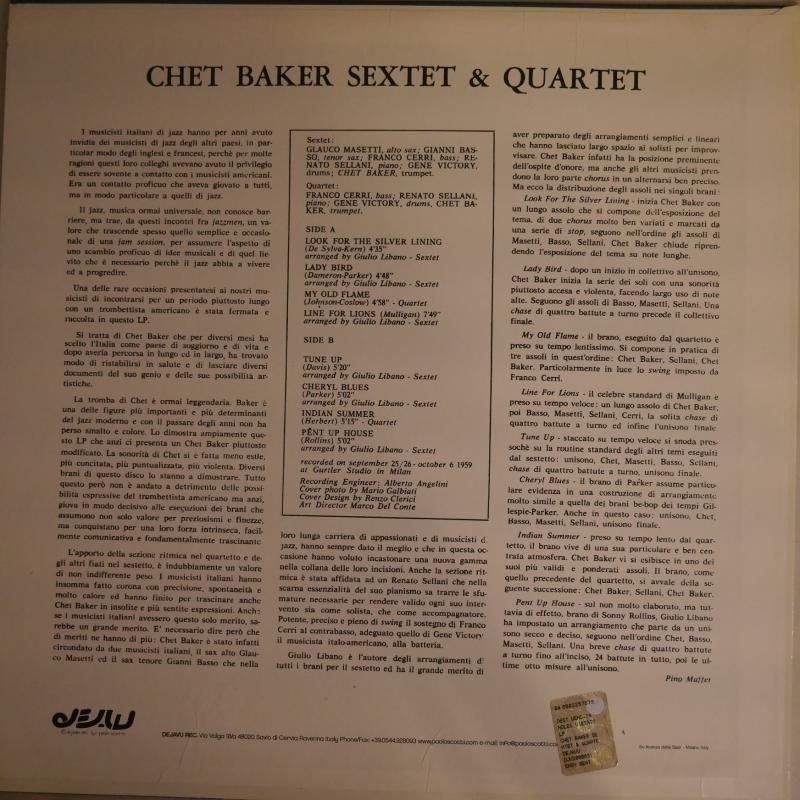 CHET BAKER SEXTET & QUARTET
I musicisti italiani di jazz hanno per anni avuto
invidia dei musicisti di jazz degli altri paesi, in par-
ticolar modo degli inglesi e francesi, perchè per molte
ragioni questi loro colleghi avevano avuto il privilegio
di essere sovente a contatto con i musicisti americani.
Era un contatto proficuo che aveva giovato a tutti,
ma in modo particolare a quelli di jazz.
Il jazz, musica ormai universale, non conosce bar-
riere, ma trae, da questi incontri fra jazzmen, un va-
lore che trascende spesso quello semplice e occasio-
nale di una jam session, per assumere l'aspetto di
uno scambio proficuo di idee musicali e di quel lie-
vito che è necessario perchè il jazz abbia a vivere
ed a progredire.
Una delle rare occasioni presentatesi ai nostri mu-
sicisti di incontrarsi per un periodo piuttosto lungo
con un trombettista americano è stata fermata e
raccolta in questo LP.
Si tratta di Chet Baker che per diversi mesi ha
scelto l'Italia come paese di soggiorno e di vita e
dopo averla percorsa in lungo ed in largo, ha trovato
modo di ristabilirsi in salute e di lasciare diversi
documenti del suo genio e delle sue possibilità ar-
tistiche.
La tromba di Chet è ormai leggendaria. Baker è
una delle figure più importanti e più determinanti
del jazz moderno e con il passare degli anni non ha
perso smalto e calore. Lo dimostra ampiamente que-
sto LP che anzi ci presenta un Chet Baker piuttosto
modificato. La sonorità di Chet si è fatta meno estile,
più concitata, più puntualizzata, più violenta. Diversi
brani di questo disco lo stanno a dimostrare. Tutto
questo però non è andato a detrimento delle possi-
bilità espressive del trombettista americano ma anzi,
giova in modo decisivo alle esecuzioni dei brani che
assumono non solo valore per preziosismi e finezze,
ma conquistano per una loro forza intrinseca, facil-
mente comunicativa e fondamentalmente trascinante
L'apporto della sezione ritmica nel quartetto e de-
gli altri fiati nel sestetto, è indubbiamente un valore
di non indifferente peso. I musicisti italiani hanno
insomma fatto corona con precisione, spontaneità e
molto calore ed hanno finito per trascinare anche
Chet Baker in insolite e più sentite espressioni. Anch:
se i musicisti italiani avessero questo solo merito, sa-
rebbe un grande merito. E' necessario dire però che
di meriti ne hanno di più: Chet Baker è stato infatti
circondato da due musicisti italiani, il sax alto Glau-
co Masetti ed il sax tenore Gianni Basso che nella
Sextet:
GLAUCO MASETTI, alto sax; GIANNI BAS-
SO, tenor sax; FRANCO CERRI, bass; RE-
NATO SELLANI, piano; GENE VICTORY,
drums; CHET BAKER, trumpet.
Quartet:
FRANCO CERRI, bass; RENATO SELLANI,
piano; GENE VICTORY, drums, CHET BA-
KER, trumpet.
SIDE A
LOOK FOR THE SILVER LINING
(De Sylva-Kern) 4'35"
arranged by Giulio Libano - Sextet
LADY BIRD
(Dameron-Parker) 4'48"
arranged by Giulio Libano - Sextet
MY OLD FLAME
(Johnson-Coslow) 4'58" - Quartet
LINE FOR LIONS (Mulligan) 7'49"
arranged by Giulio Libano - Sextet
SIDE B
TUNE UP
(Davis) 5'20"
arranged by Giulio Libano - Sextet
CHERYL BLUES
(Parker) 5'02"
arranged by Giulio Libano - Sextet
INDIAN SUMMER
(Herbert) 5'15" - Quartet
PENT UP HOUSE
(Rollins) 5'02"
arranged by Giulio Libano - Sextet
recorded on september 25/26 - october 6 1959
at Gurtler Studio in Milan
Recording Engineer: Alberto Angelini
Cover photo by Mario Galbiati
Cover Design by Renzo Clerici
Art Director Marco Del Conte
loro lunga carriera di appassionati e di musicisti d
jazz, hanno sempre dato il meglio e che in questa oc-
casione hanno voluto incastonare una nuova gamma
nella collana delle loro incisioni. Anche la sezione rit-
mica è stata affidata ad un Renato Sellani che nella
scarna essenzialità del suo pianismo sa trarre le sfu-
mature necessarie per rendere valido ogni suo inter-
vento sia come solista, che come accompagnatore.
Potente, preciso e pieno di swing il sostegno di Franco
Cerri al contrabbasso, adeguato quello di Gene Victory
il musicista italo-americano, alla batteria.
Giulio Libano è l'autore degli arrangiamenti d'
tutti i brani per il sestetto ed ha il grande merito di
aver preparato degli arrangiamenti semplici e lineari
che hanno lasciato largo spazio ai solisti per improv-
visare. Chet Baker infatti ha la posizione preminente
dell'ospite d'onore, ma anche gli altri musicisti pren-
dono la loro parte chorus in un alternarsi ben preciso.
Ma ecco la distribuzione degli assoli nei singoli brani:
Look For The Silver Lining - inizia Chet Baker con
un lungo assolo che si compone dell'esposizione del
tema, di due chorus molto ben variati e marcati da
una serie di stop, seguono nell'ordine gli assoli di
Masetti, Basso, Sellani. Chet Baker chiude ripren-
dendo l'esposizione del tema su note lunghe.
Lady Bird - dopo un inizio in collettivo all'unisono,
Chet Baker inizia la serie dei soli con una sonorità
piuttosto accesa e violenta, facendo largo uso di note
alte. Seguono gli assoli di Basso, Masetti, Sellani. Una
chase di quattro battute a turno precede il collettivo
finale.
My Old Flame - il brano, eseguito dal quartetto è
preso su tempo lentissimo. Si compone in pratica di
tre assoli in quest'ordine: Chet Baker, Sellani, Chet
Baker. Particolarmente in luce lo swing imposto da
Franco Cerri.
Line For Lions - il celebre standard di Mulligan è
preso su tempo veloce: un lungo assolo di Chet Baker,
poi Basso, Masetti, Sellani, Cerri, la solita chase di
quattro battute a turno ed infine l'unisono finale
Tune Up - staccato su tempo veloce si snoda pres-
sochè su la routine standard degli altri temi eseguiti
dal sestetto: unisono, Chet, Masetti, Basso, Sellani,
chase di quattro battute a turno, unisono finale.
Cheryl Blues - il brano di Parker assume partico-
lare evidenza in una costruzione di arrangiamento
molto simile a quella dei brani be-bop dei tempi Gil-
lespie-Parker. Anche in questo caso: unisono, Chet,
Basso, Masetti, Sellani, unisono finale.
Indian Summer - preso su tempo lento dal quar-
tetto, il brano vive di una sua particolare e ben cen-
trata atmosfera. Chet Baker vi si esibisce in uno dei
suoi più validi e ponderati assoli. Il brano, come
quello precedente del quartetto, si avvale della se-
guente successione: Chet Baker, Sellani, Chet Baker.
Pent Up House - sul non molto elaborato, ma tut-
tavia di effetto, brano di Sonny Rollins, Giulio Libano
ha impostato un arrangiamento che parte da un uni-
sono secco e deciso, seguono nell'ordine Chet, Basso,
Masetti, Sellani. Una breve chase di quattro battute
a turno fino all'inciso, 24 battute in tutto, poi le ul-
time otto misure all'unisono.
Pino Maffei
DEJAVU
DEJAVU REC. Via Volga 11/a 48020 Savio di Cervia Ravenna Italy Phone/Fax +39.0544.928093 www.paoloscotti.com e-mail: info@paoloscotti.co
CHET BAKER SE
DEJAVU
Milano Italy